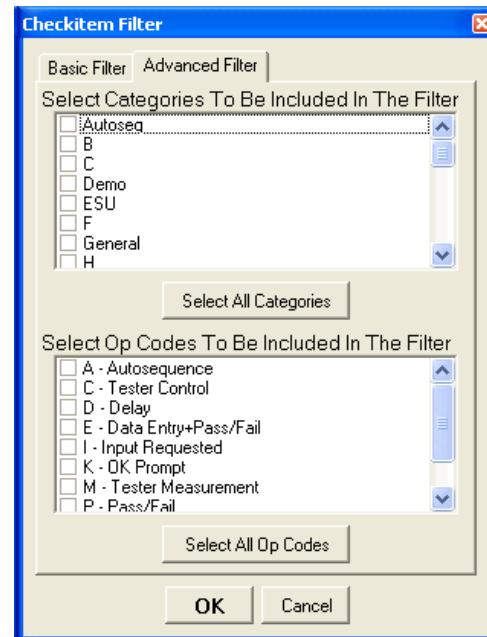 Checkitem Filter
Basic Filter Advanced Filter
Select Categories To Be Included In The Filter
Autoseq
B
C
Demo
ESU
F
General
H
Select All Categories
Select Op Codes To Be Included In The Filter
A - Autosequence
C - Tester Control
D - Delay
E - Data Entry+Pass/Fail
I - Input Requested
K - OK Prompt
M - Tester Measurement
P - Pass/Fail
Select All Op Codes
OK Cancel